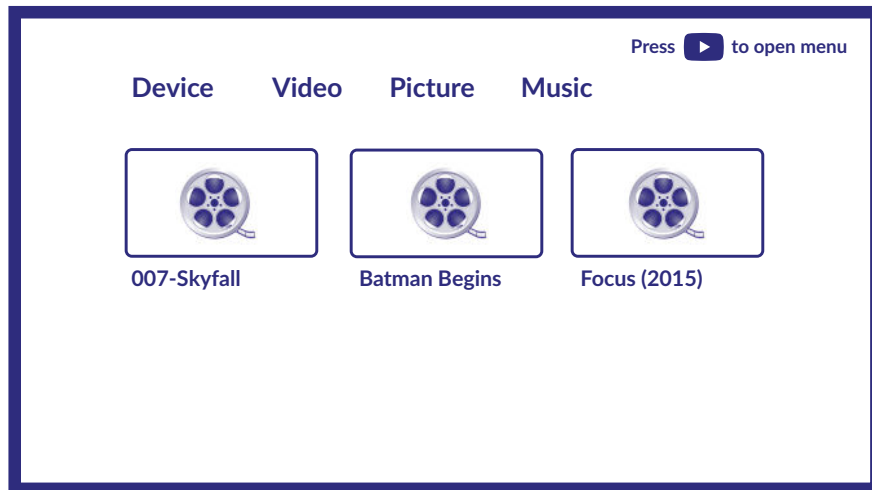 Press to open menu
Device Video Picture Music
007-Skyfall Batman Begins Focus (2015)